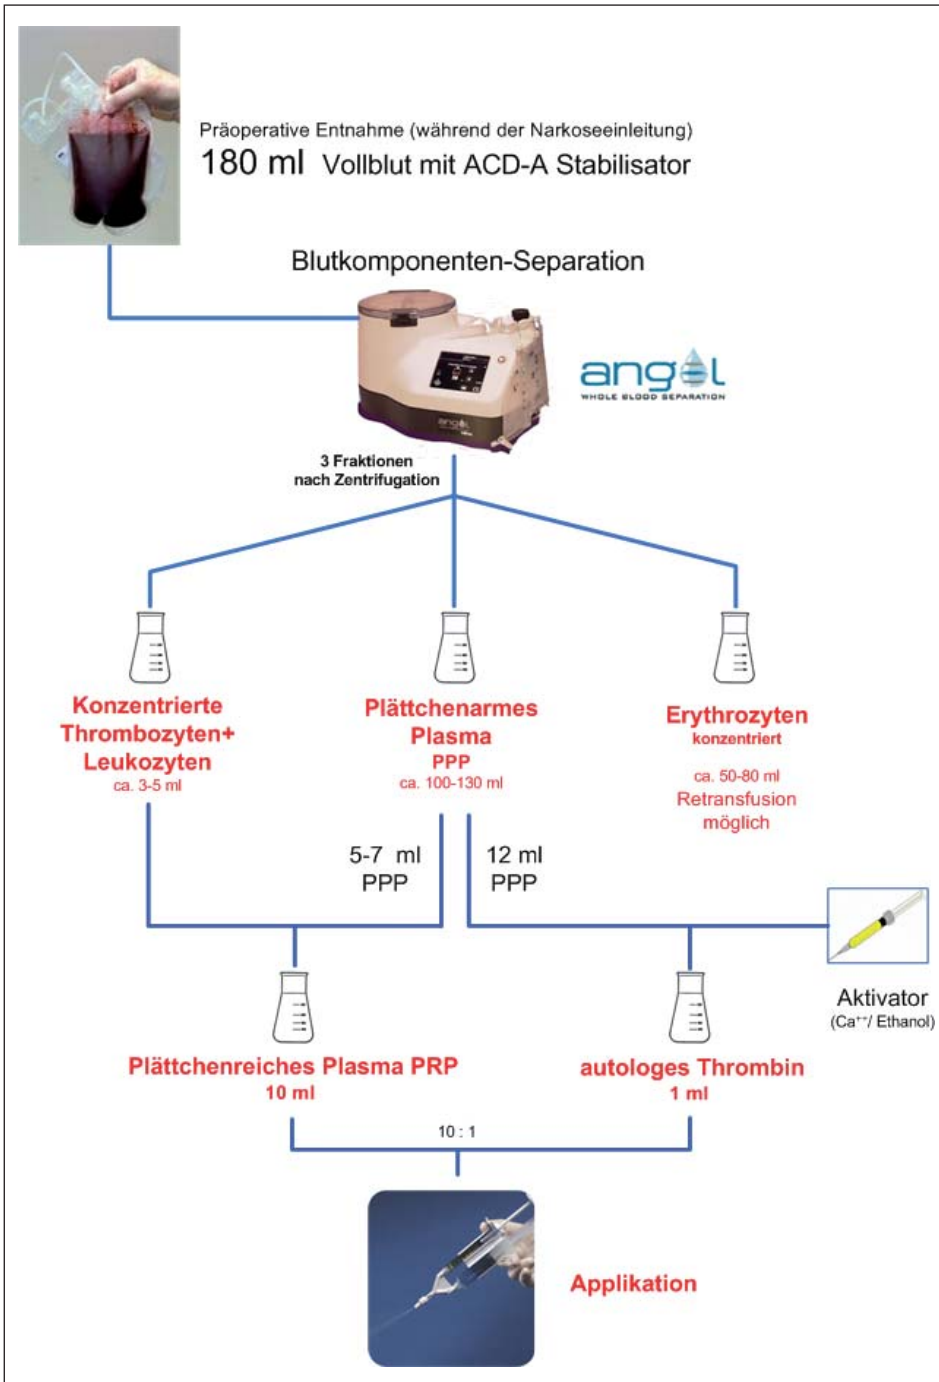 Präoperative Entnahme (während der Narkoseeinleitung)
180 ml Vollblut mit ACD-A Stabilisator
Blutkomponenten-Separation
angel
WHOLE BLOOD SEPARATION
angel
3 Fraktionen
nach Zentrifugation
Konzentrierte
Thrombozyten+
Leukozyten
ca. 3-5 ml
Plättchenarmes
Plasma
PPP
ca. 100-130 ml
Erythrozyten
konzentriert
ca. 50-80 ml
Retransfusion
möglich
5-7 ml
PPP
12 ml
PPP
Aktivator
(Ca⁺⁺/ Ethanol)
Plättchenreiches Plasma PRP
10 ml
autologes Thrombin
1 ml
10 : 1
Applikation